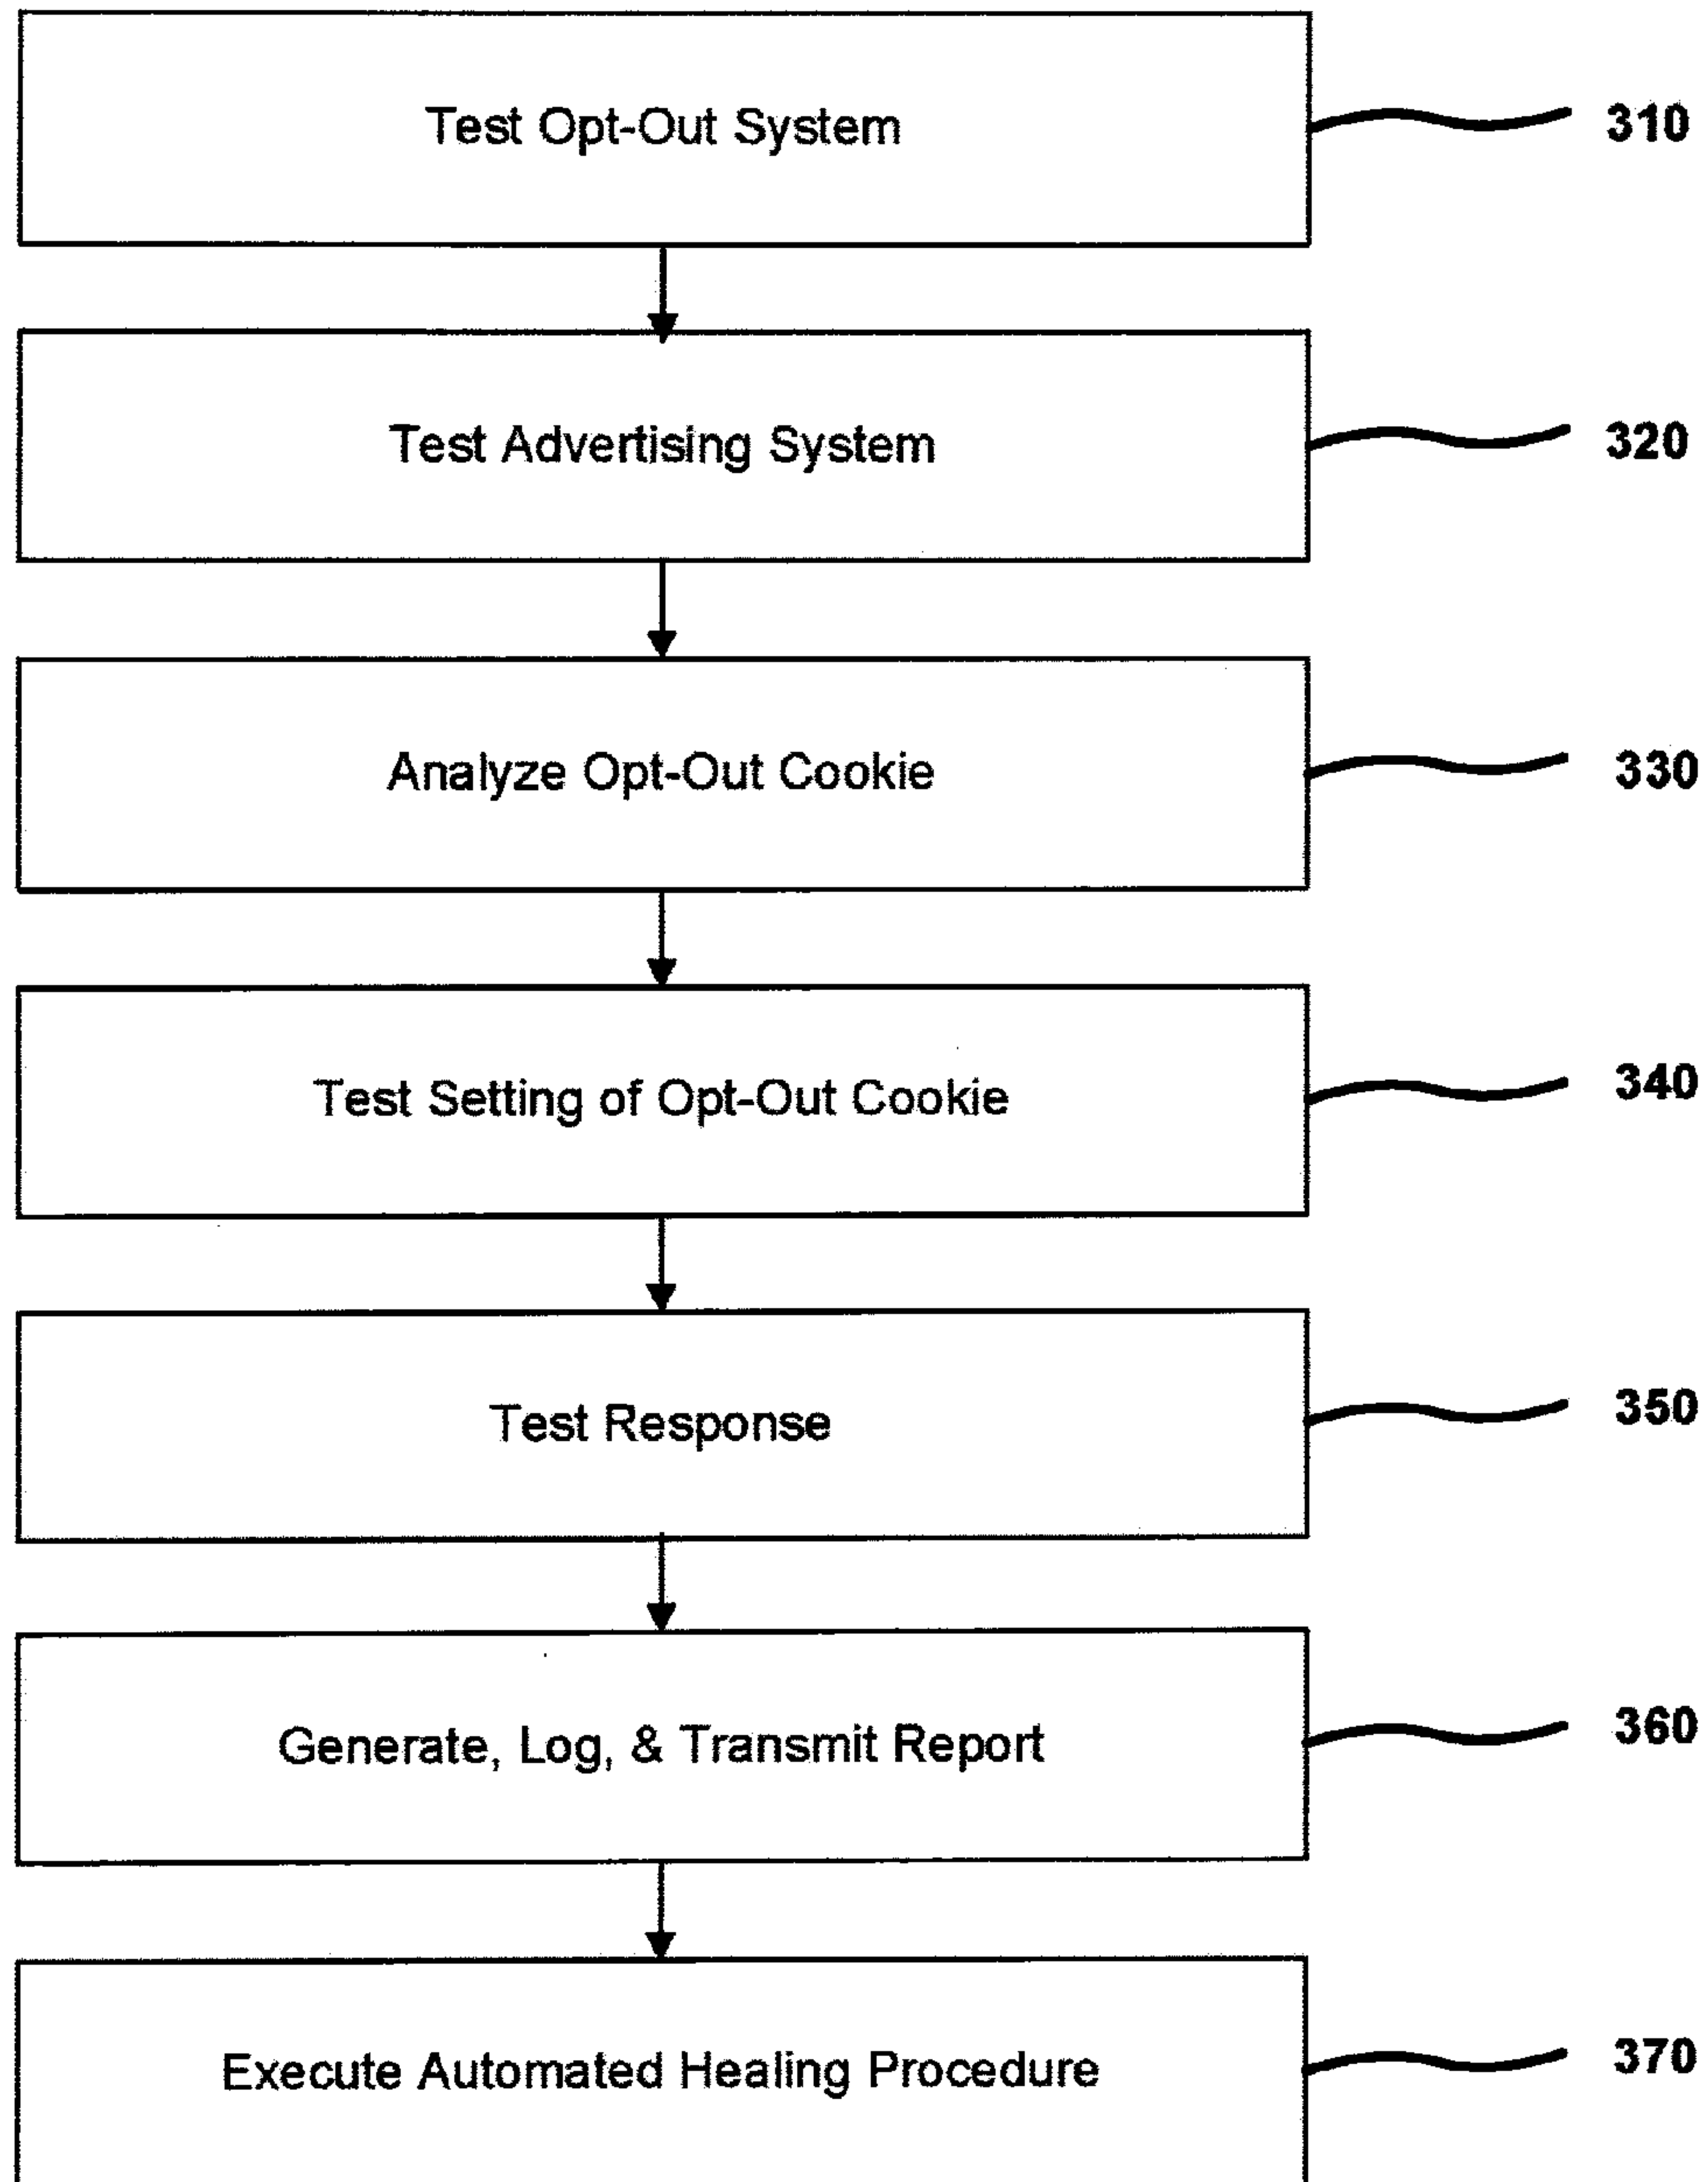 Test Opt-Out System 310
Test Advertising System 320
Analyze Opt-Out Cookie 330
Test Setting of Opt-Out Cookie 340
Test Response 350
Generate, Log, & Transmit Report 360
Execute Automated Healing Procedure 370